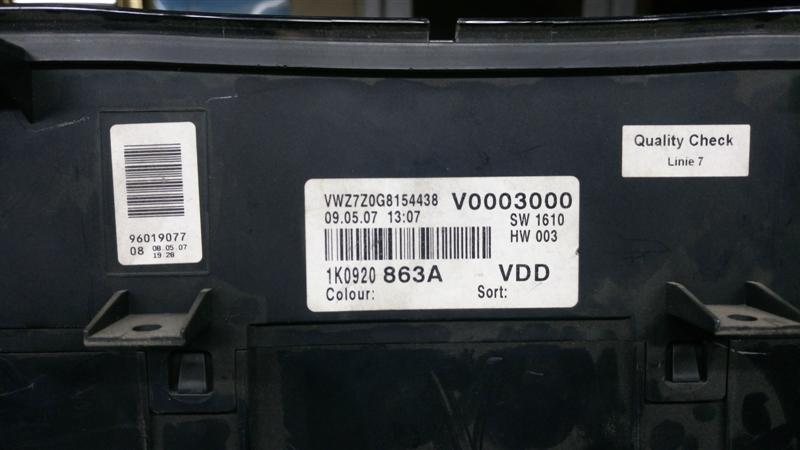 96019077
08 08.05.07
19:28
VWZ7Z0G8154438 V0003000
09.05.07 13:07 SW 1610
HW 003
1K0920 863A VDD
Colour: Sort:
Quality Check
Linie 7